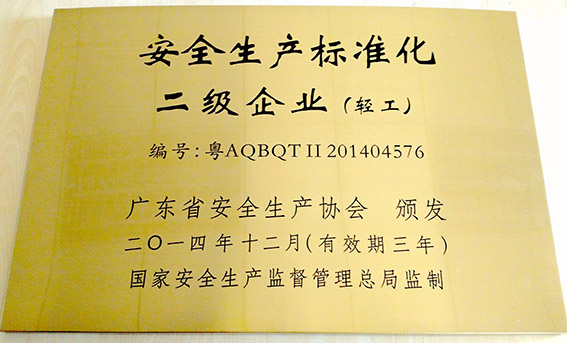 安全生产标准化
二级企业(轻工)
编号:粤AQBQT II 201404576
广东省安全生产协会 颁发
二〇一四年十二月(有效期三年)
国家安全生产监督管理总局监制